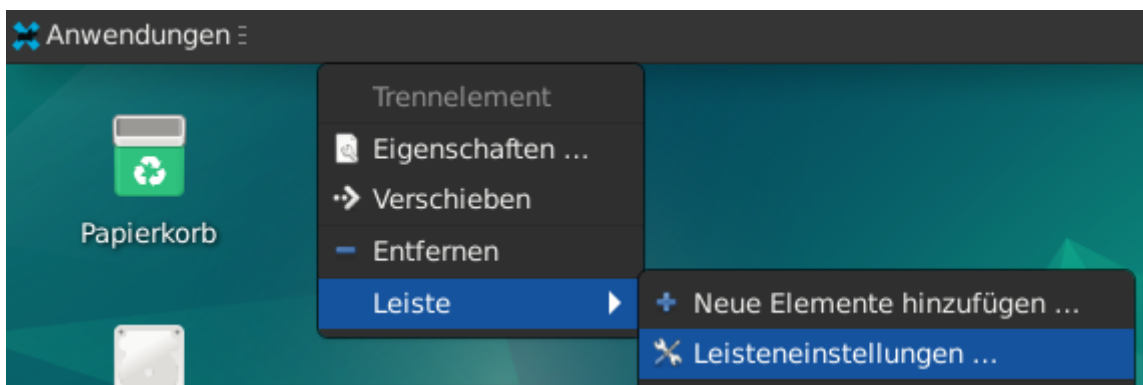 Anwendungen
Trennelement
Eigenschaften ...
Verschieben
Papierkorb
Entfernen
Leiste
Neue Elemente hinzufügen ...
Leisteneinstellungen ...